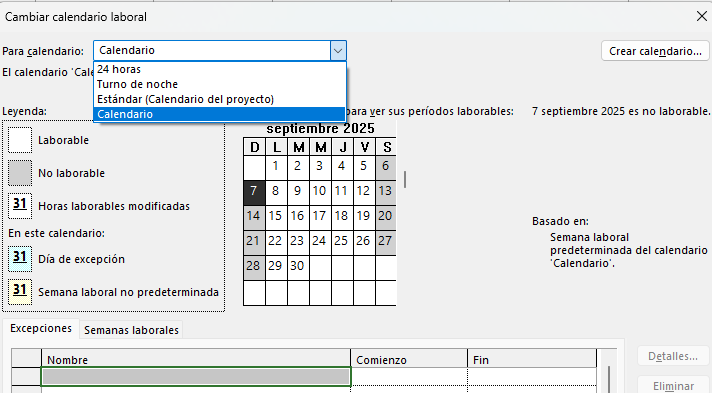 Cambiar calendario laboral
Para calendario: Calendario
Crear calendario...
24 horas
Turno de noche
Estándar (Calendario del proyecto)
Calendario
El calendario 'Cale
Leyenda:
para ver sus períodos laborables:
7 septiembre 2025 es no laborable.
Laborable
No laborable
31 Horas laborables modificadas
En este calendario:
31 Día de excepción
31 Semana laboral no predeterminada
septiembre 2025
D L M M J V S
1 2 3 4 5 6
7 8 9 10 11 12 13
14 15 16 17 18 19 20
21 22 23 24 25 26 27
28 29 30
Basado en:
Semana laboral
predeterminada del calendario
'Calendario'.
Excepciones Semanas laborales
Nombre Comienzo Fin
Detalles...
Eliminar